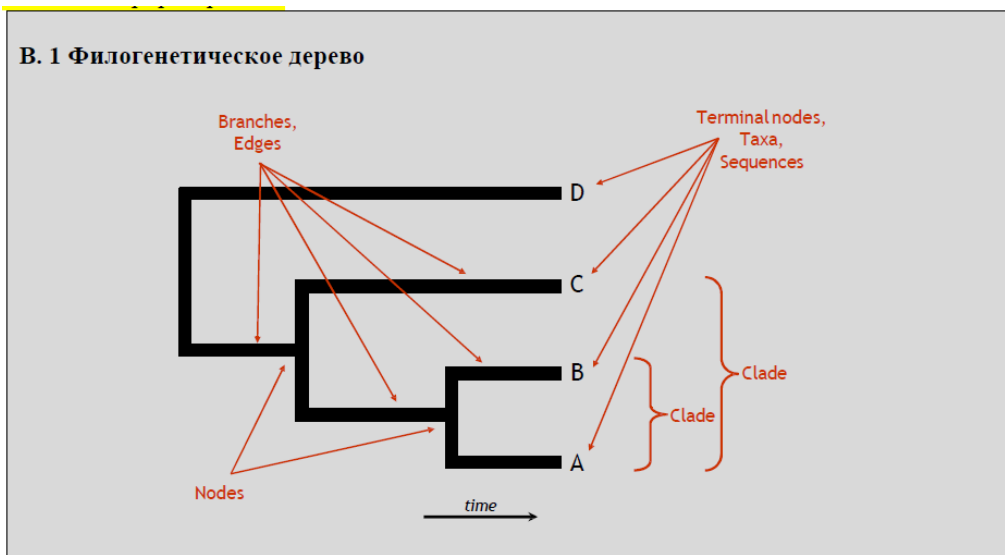 В. 1 Филогенетическое дерево
Branches,
Edges
Terminal nodes,
Taxa,
Sequences
D
C
B
Clade
Clade
A
Nodes
time